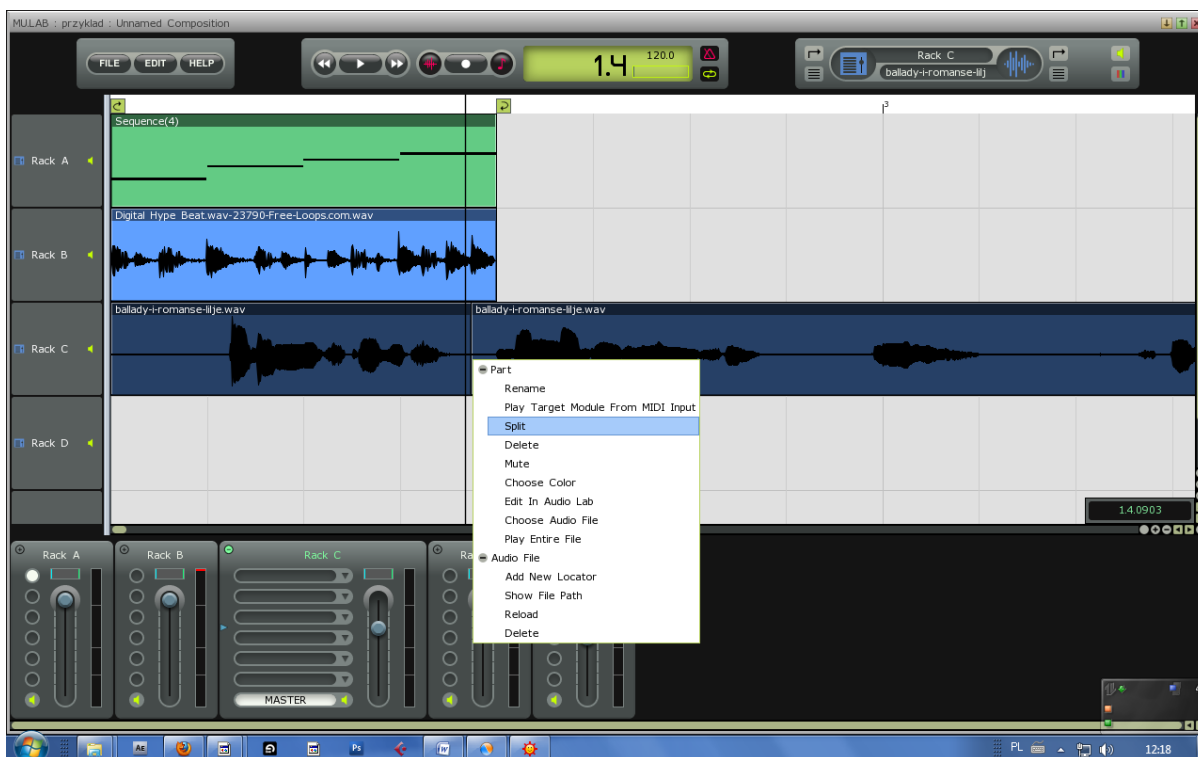 MU.LAB : przyklad : Unnamed Composition
FILE EDIT HELP
1.4 120.0
Rack C
ballady-i-romanse-lilj
3
Sequence(4)
Rack A
Digital Hype Beat.wav-23790-Free-Loops.com.wav
Rack B
ballady-i-romanse-lilje.wav ballady-i-romanse-lilje.wav
Rack C
Part
Rename
Play Target Module From MIDI Input
Split
Delete
Mute
Choose Color
Edit In Audio Lab
Choose Audio File
Play Entire File
Audio File
Add New Locator
Show File Path
Reload
Delete
Rack D
1.4.0903
Rack A Rack B Rack C Ra
MASTER
AE Ps W PL 12:18